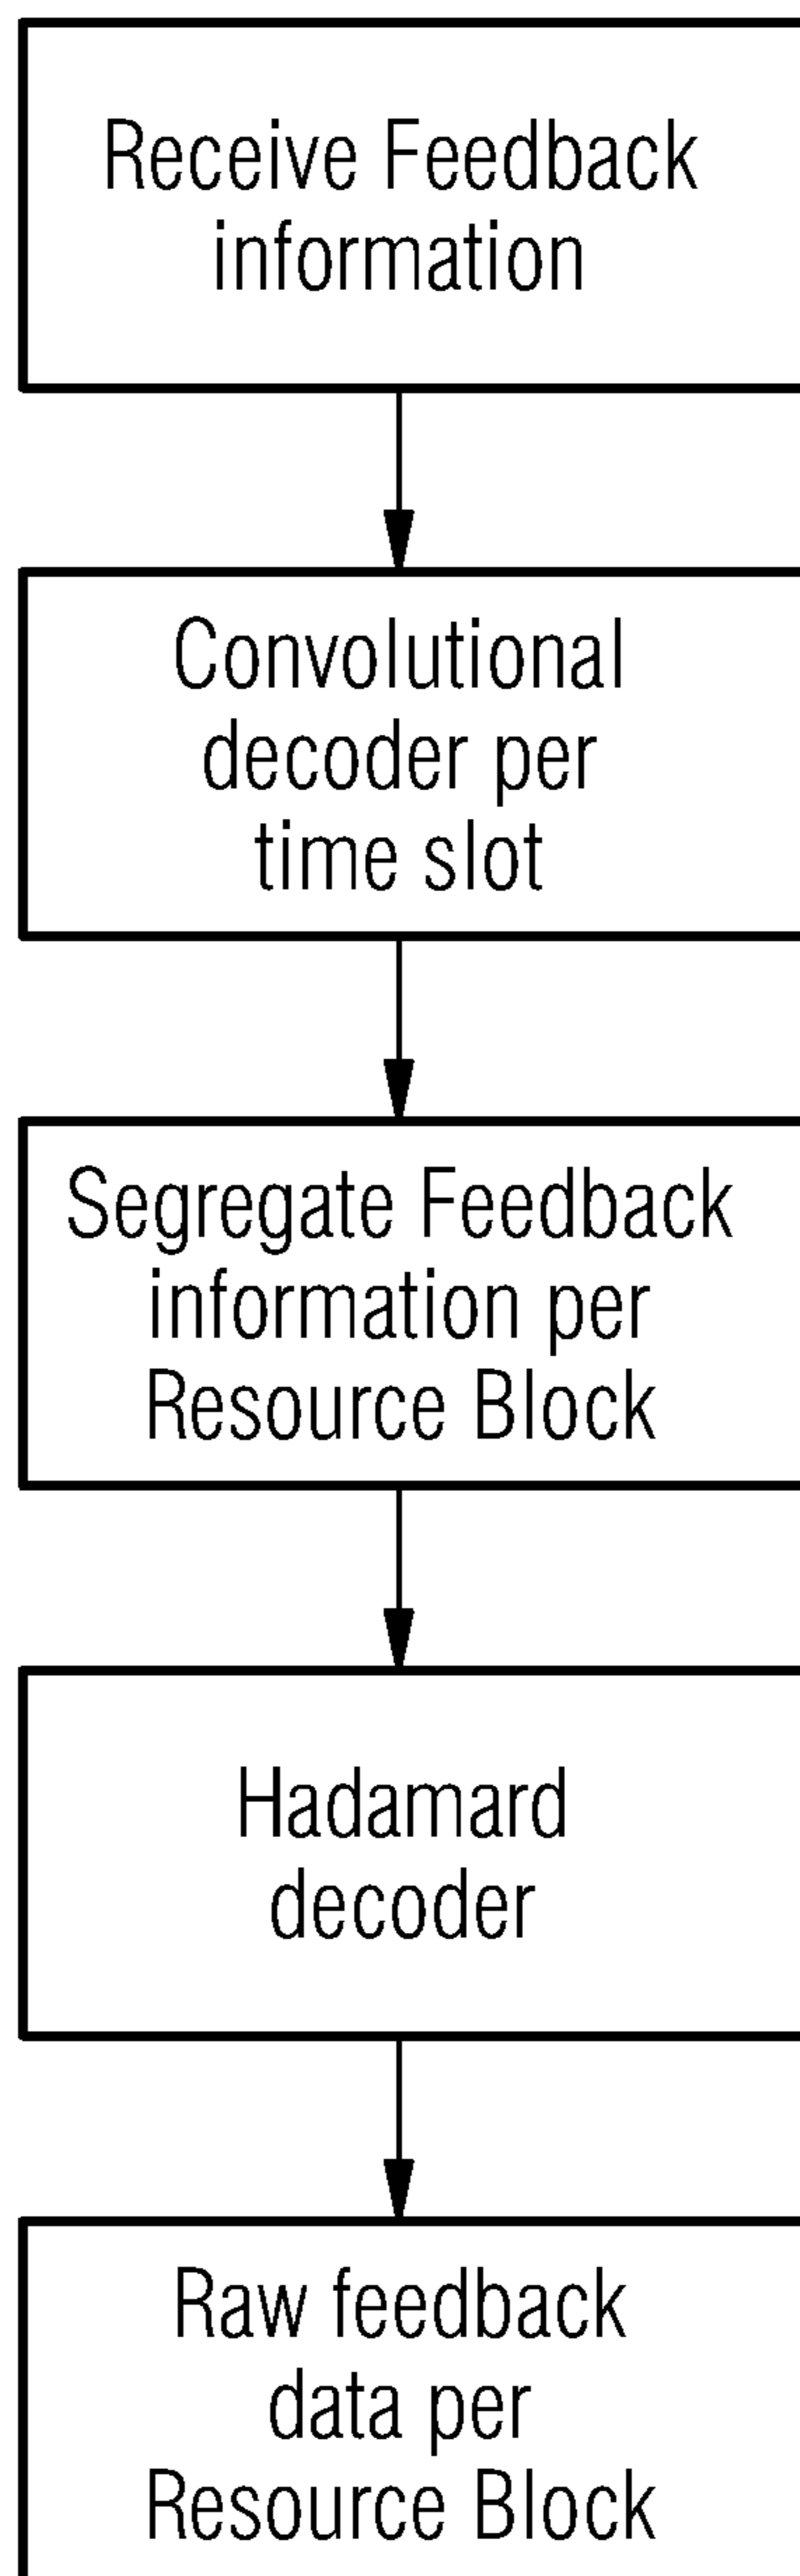 Receive Feedback
information
Convolutional
decoder per
time slot
Segregate Feedback
information per
Resource Block
Hadamard
decoder
Raw feedback
data per
Resource Block